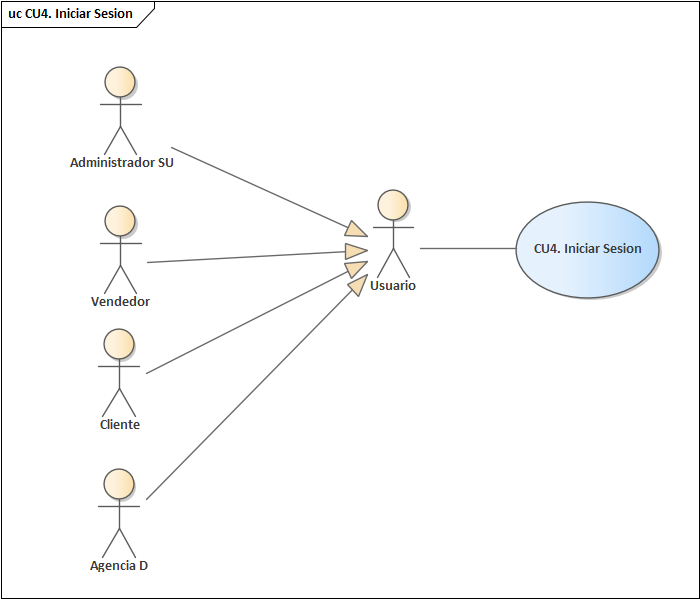 uc CU4. Iniciar Sesion
Administrador SU
Vendedor
Usuario
CU4. Iniciar Sesion
Cliente
Agencia D